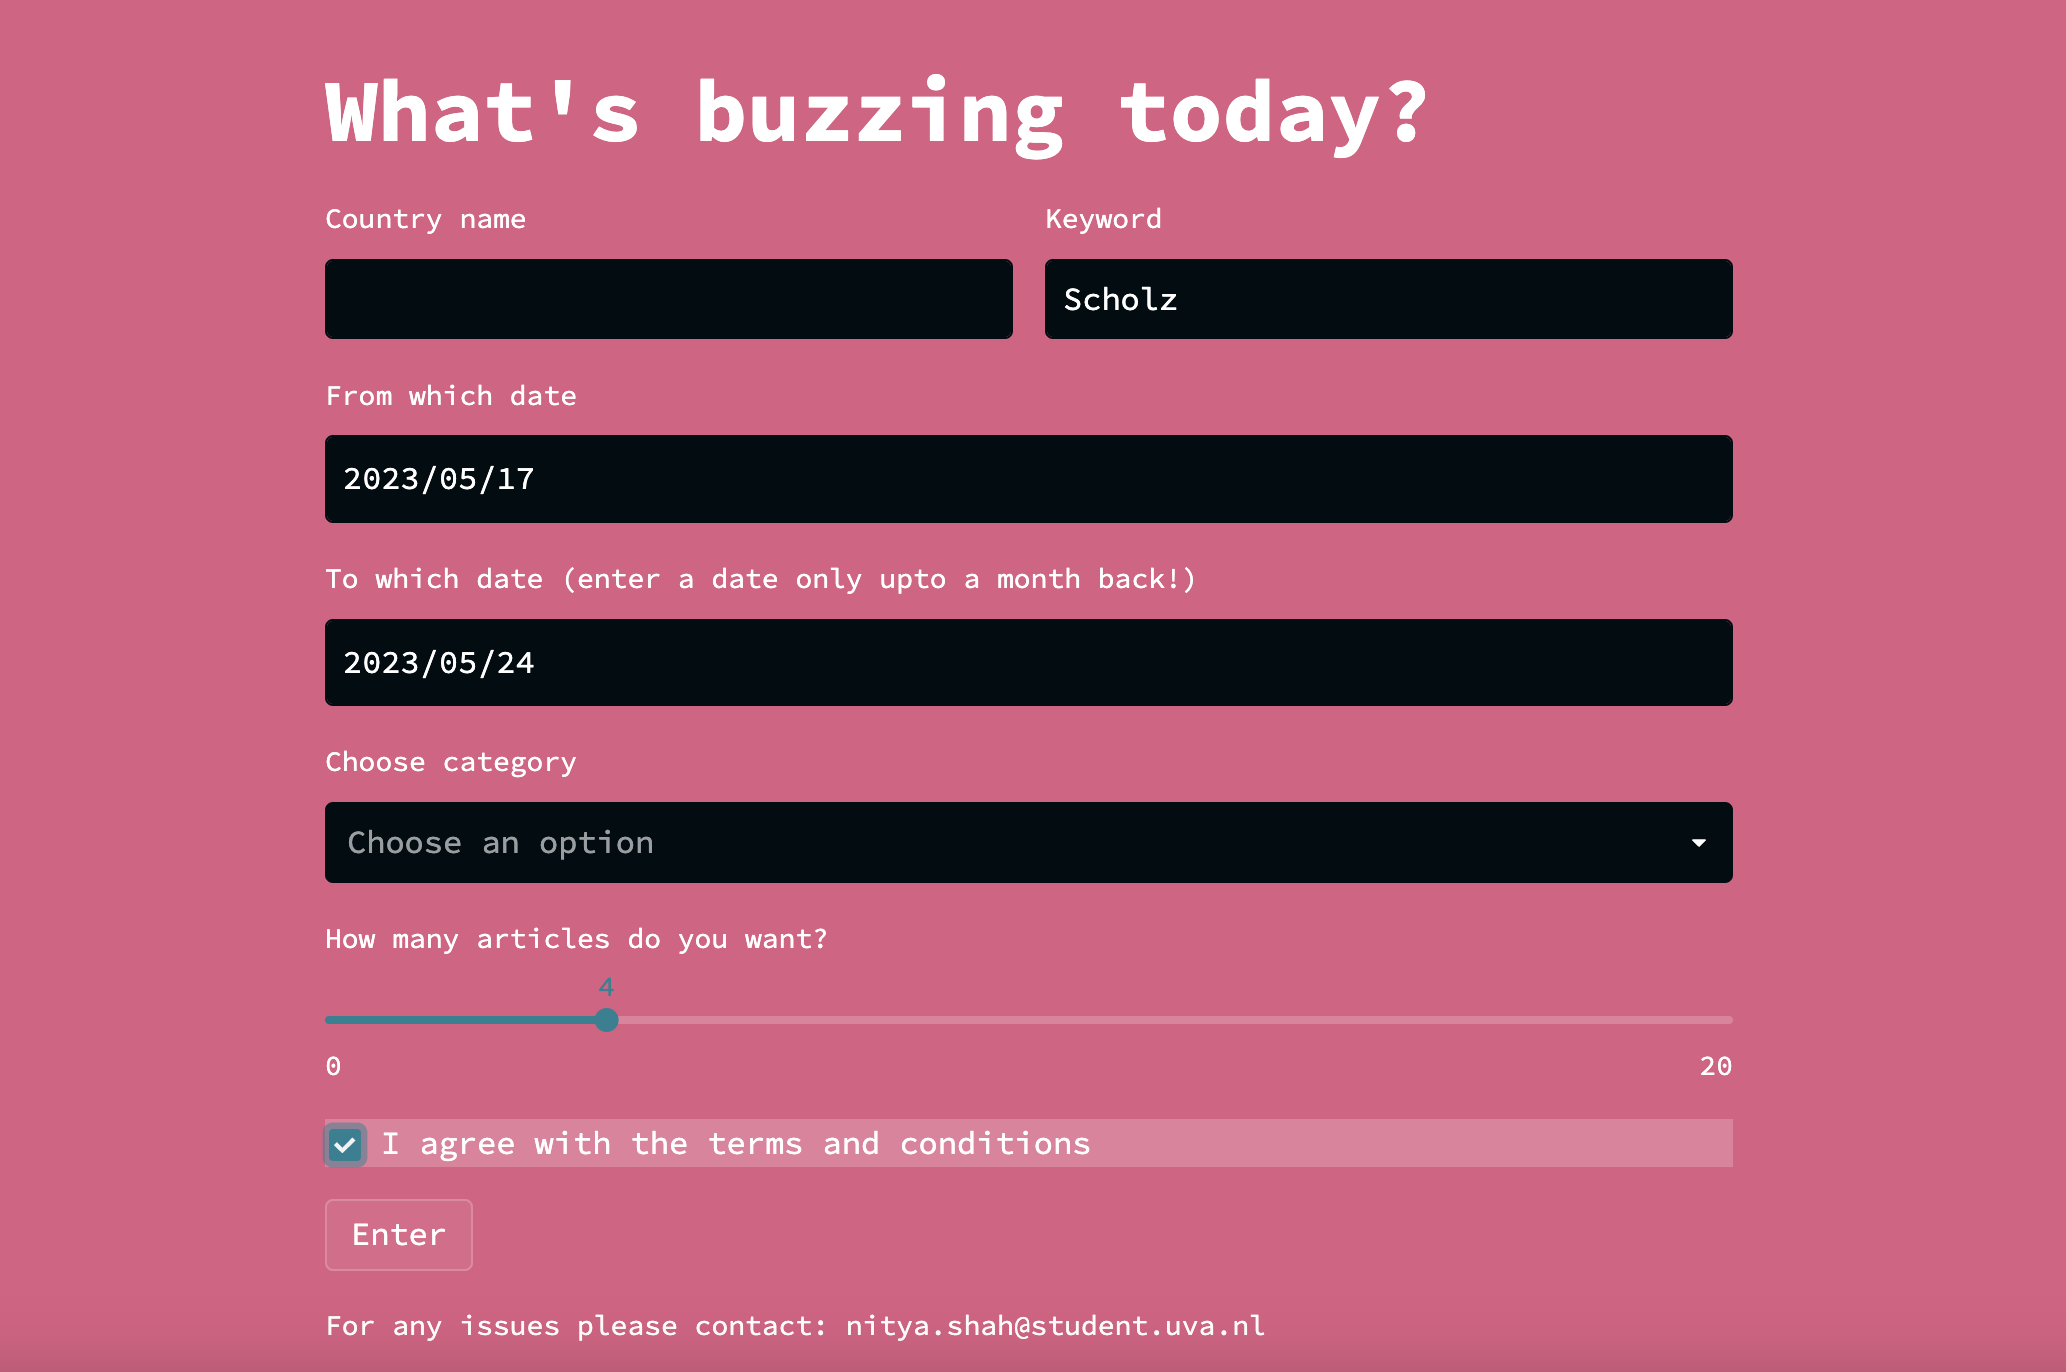 What's buzzing today?
Country name
Keyword
Scholz
From which date
2023/05/17
To which date (enter a date only upto a month back!)
2023/05/24
Choose category
Choose an option
How many articles do you want?
4
0
20
I agree with the terms and conditions
Enter
For any issues please contact: nitya.shah@student.uva.nl